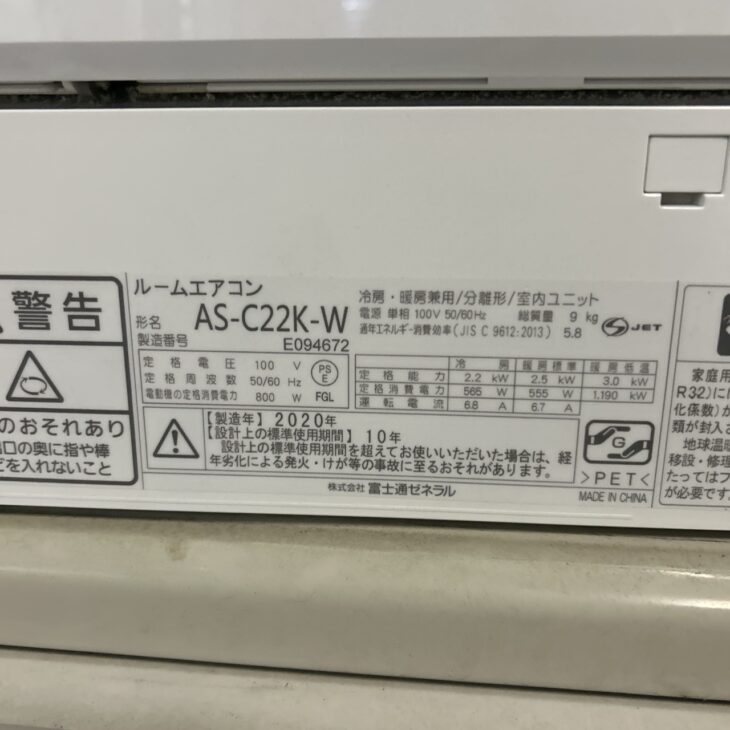 警告
のおそれあり
出口の奥に指や棒
どを入れないこと
ルームエアコン
形名 AS-C22K-W
製造番号 E094672
冷房・暖房兼用/分離形/室内ユニット
電源 単相 100V 50/60Hz 総質量 9 kg
通年エネルギー消費効率(JIS C 9612:2013) 5.8
JET
定格電圧 100 V
定格周波数 50/60 Hz
電動機の定格消費電力 800 W
PS
E
FGL
冷房 暖房標準 暖房低温
定格能力 2.2 kW 2.5 kW 3.0 kW
定格消費電力 565 W 555 W 1,190 kW
運転電流 6.8 A 6.7 A
【製造年】2020年
【設計上の標準使用期間】10年
設計上の標準使用期間を超えてお使いいただいた場合は、経
年劣化による発火・けが等の事故に至るおそれがあります。
G
>PET<
株式会社 富士通ゼネラル
MADE IN CHINA
家庭用
R32)に
化係数)が
類が封入さ
地球温暖
移設・修理
たってはフ
が必要です。